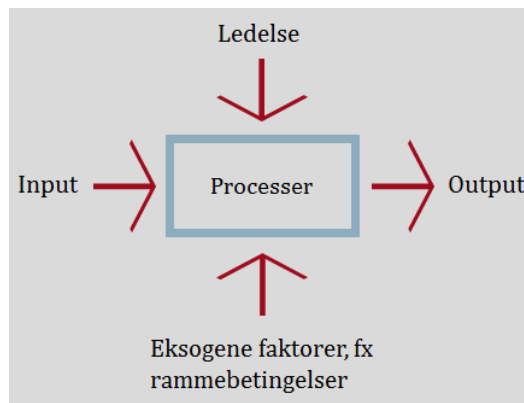 Ledelse
Input
Processer
Output
Eksogene faktorer, fx
rammebetingelser